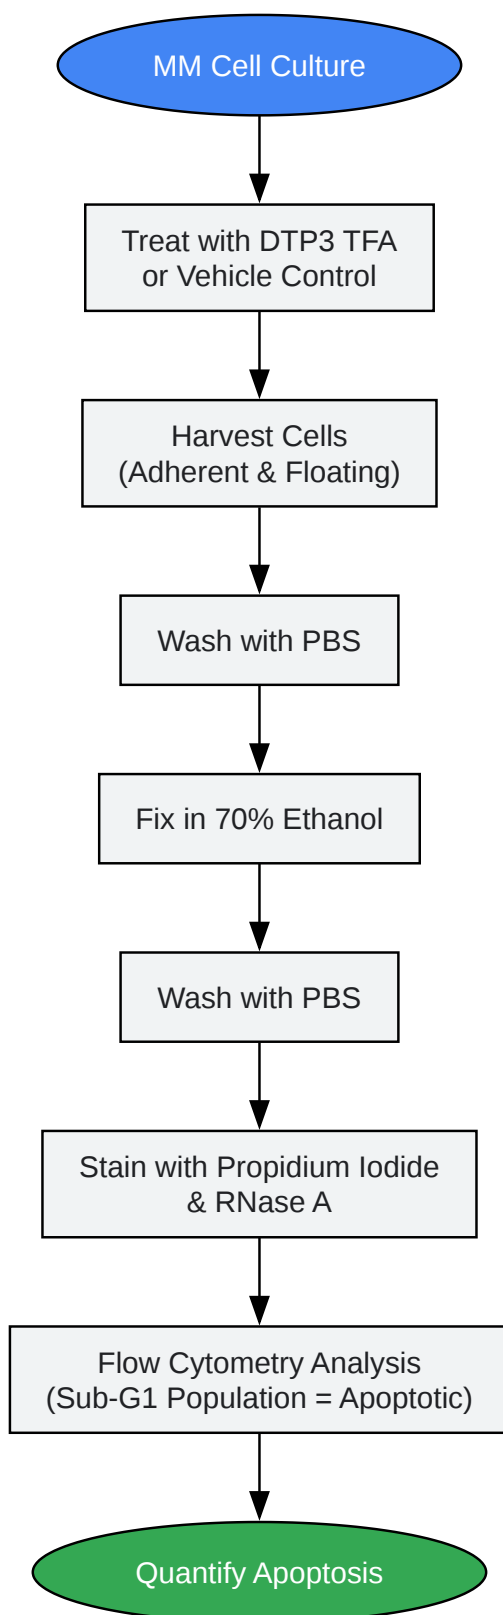 MM Cell Culture
Treat with DTP3 TFA
or Vehicle Control
Harvest Cells
(Adherent & Floating)
Wash with PBS
Fix in 70% Ethanol
Wash with PBS
Stain with Propidium Iodide
& RNase A
Flow Cytometry Analysis
(Sub-G1 Population = Apoptotic)
Quantify Apoptosis